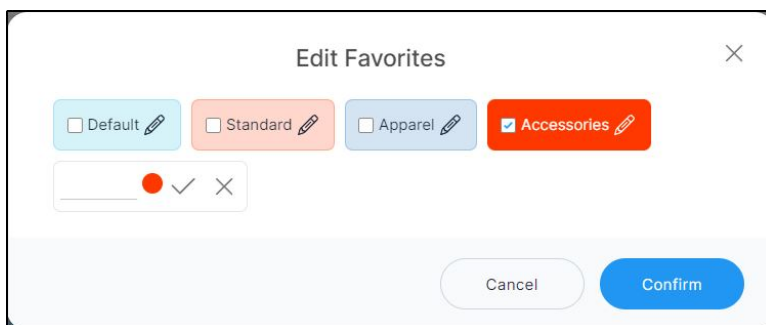 Edit Favorites
Default Standard Apparel Accessories
Cancel Confirm